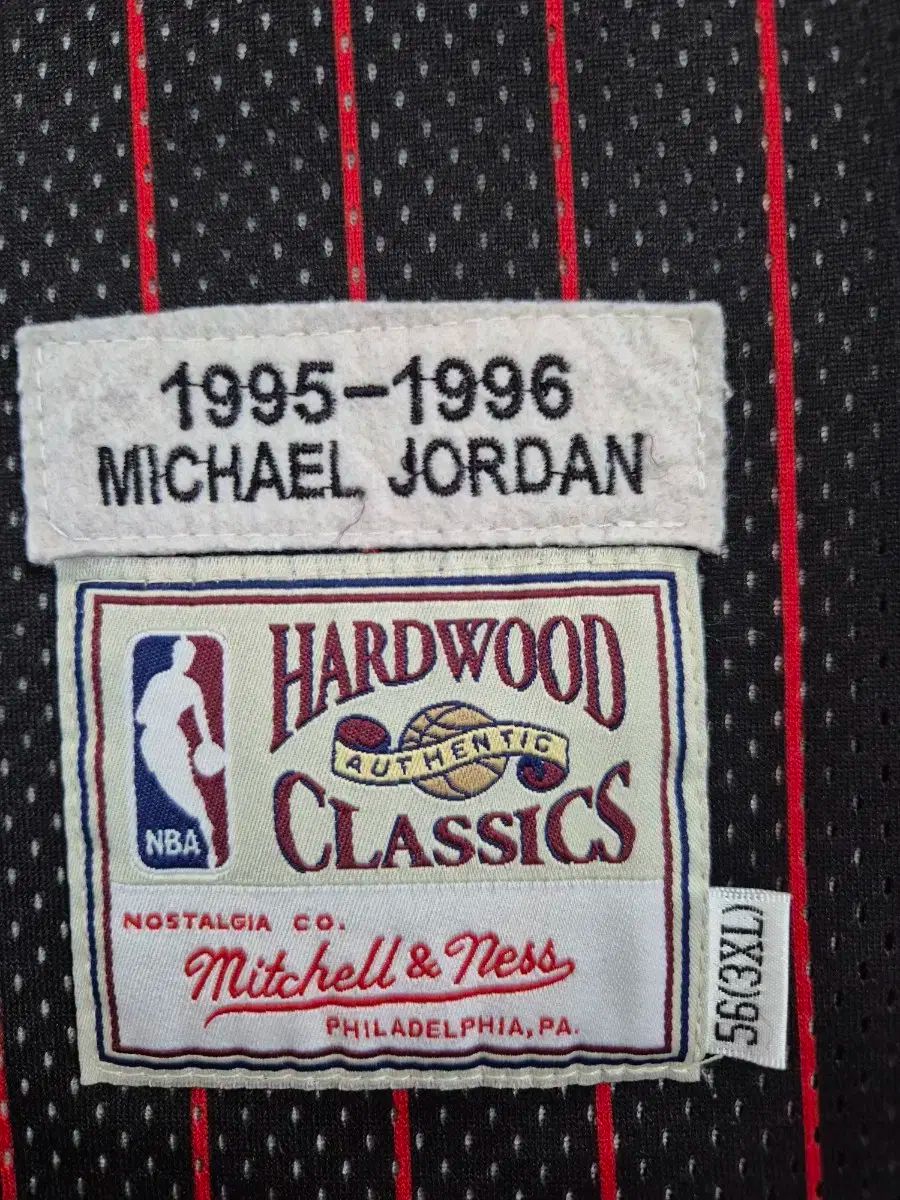 1995-1996
MICHAEL JORDAN
HARDWOOD
AUTHENTIC
CLASSICS
NBA
NOSTALGIA CO.
Mitchell & Ness
PHILADELPHIA, PA.
56(3XL)